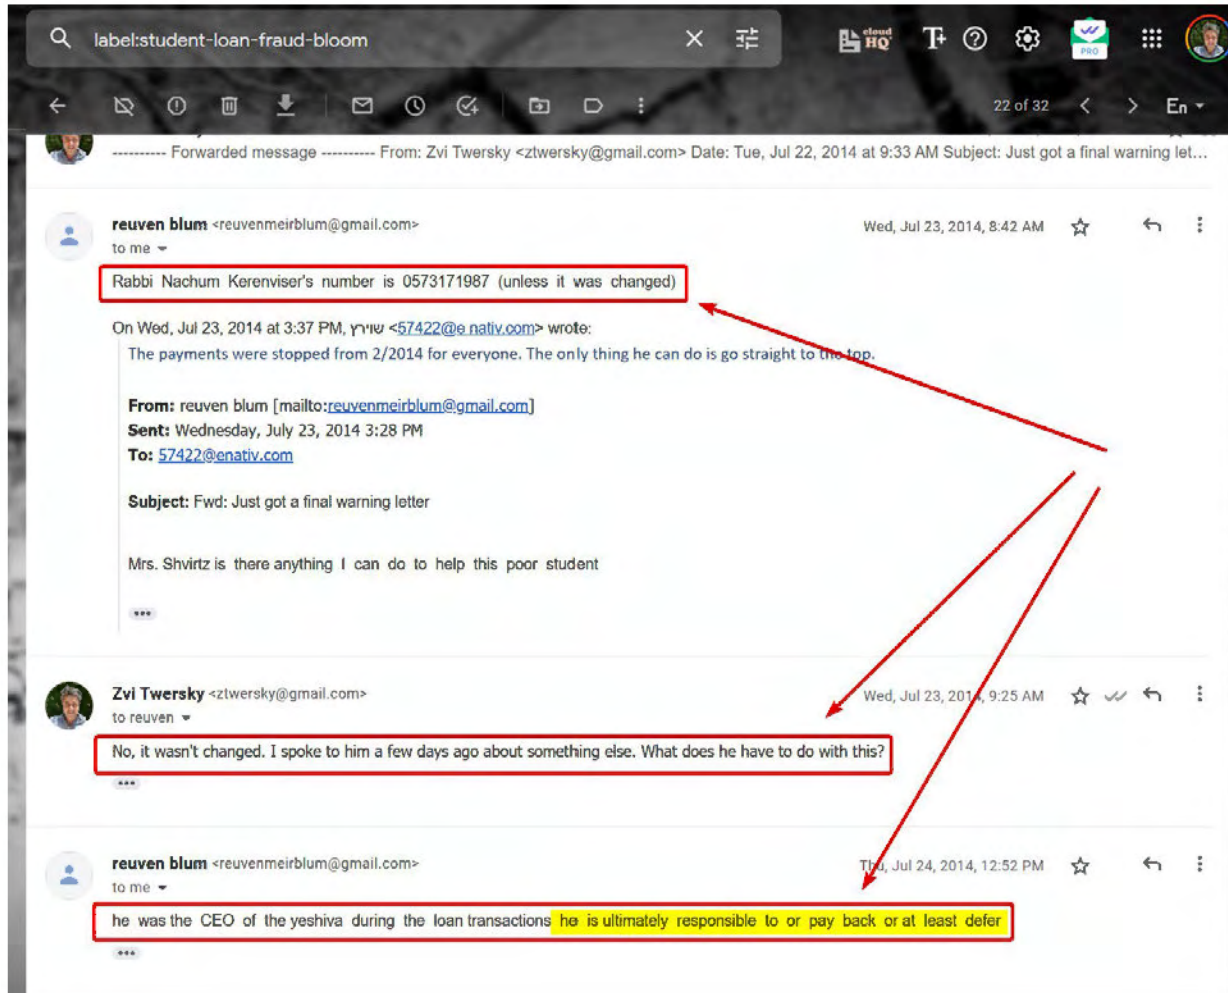 label:student-loan-fraud-bloom
cloud
HQ
T+
PRO
22 of 32
En
---------- Forwarded message ---------- From: Zvi Twersky <ztwersky@gmail.com> Date: Tue, Jul 22, 2014 at 9:33 AM Subject: Just got a final warning let...
reuven blum <reuvenmeirblum@gmail.com>
Wed, Jul 23, 2014, 8:42 AM
to me
Rabbi Nachum Kerenviser's number is 0573171987 (unless it was changed)
On Wed, Jul 23, 2014 at 3:37 PM, שוירץ <57422@e nativ.com> wrote:
The payments were stopped from 2/2014 for everyone. The only thing he can do is go straight to the top.
From: reuven blum [mailto:reuvenmeirblum@gmail.com]
Sent: Wednesday, July 23, 2014 3:28 PM
To: 57422@enativ.com
Subject: Fwd: Just got a final warning letter
Mrs. Shvirtz is there anything I can do to help this poor student
Zvi Twersky <ztwersky@gmail.com>
Wed, Jul 23, 2014, 9:25 AM
to reuven
No, it wasn't changed. I spoke to him a few days ago about something else. What does he have to do with this?
reuven blum <reuvenmeirblum@gmail.com>
Thu, Jul 24, 2014, 12:52 PM
to me
he was the CEO of the yeshiva during the loan transactions he is ultimately responsible to or pay back or at least defer